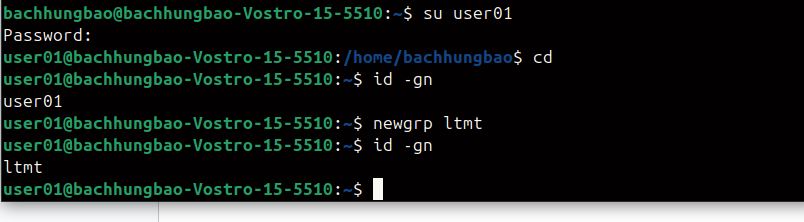 bachhungbao@bachhungbao-Vostro-15-5510:~$ su user01
Password:
user01@bachhungbao-Vostro-15-5510:/home/bachhungbao$ cd
user01@bachhungbao-Vostro-15-5510:~$ id -gn
user01
user01@bachhungbao-Vostro-15-5510:~$ newgrp ltmt
user01@bachhungbao-Vostro-15-5510:~$ id -gn
ltmt
user01@bachhungbao-Vostro-15-5510:~$